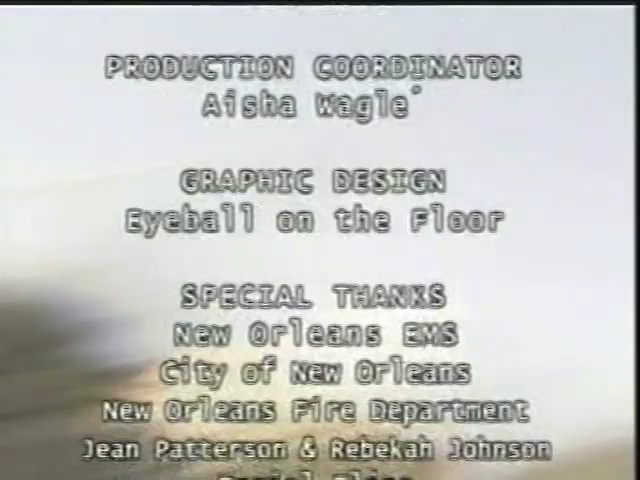 PRODUCTION COORDINATOR
Aisha Wagle'
GRAPHIC DESIGN
Eyeball on the Floor
SPECIAL THANKS
New Orleans EMS
City of New Orleans
New Orleans Fire Department
Jean Patterson & Rebekah Johnson